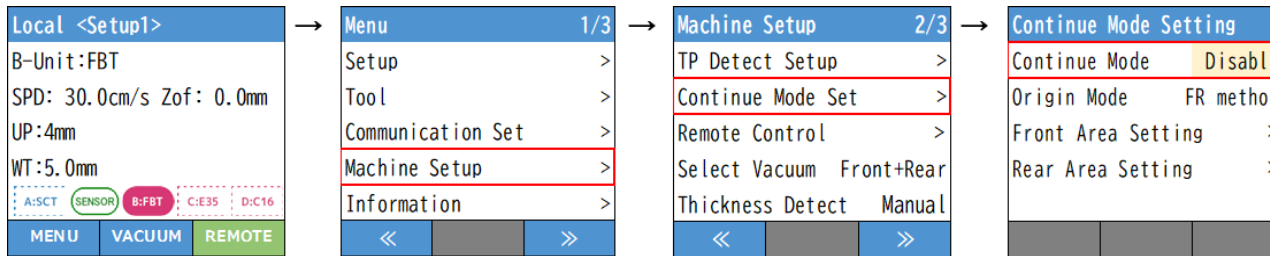 Local <Setup1>
B-Unit:FBT
SPD: 30.0cm/s Zof: 0.0mm
UP:4mm
WT:5.0mm
A:SCT SENSOR B:FBT C:E35 D:C16
MENU VACUUM REMOTE
→
Menu 1/3
Setup >
Tool >
Communication Set >
Machine Setup >
Information >
≪ ≫
→
Machine Setup 2/3
TP Detect Setup >
Continue Mode Set >
Remote Control >
Select Vacuum Front+Rear
Thickness Detect Manual
≪ ≫
→
Continue Mode Setting
Continue Mode Disabl
Origin Mode FR metho
Front Area Setting >
Rear Area Setting >